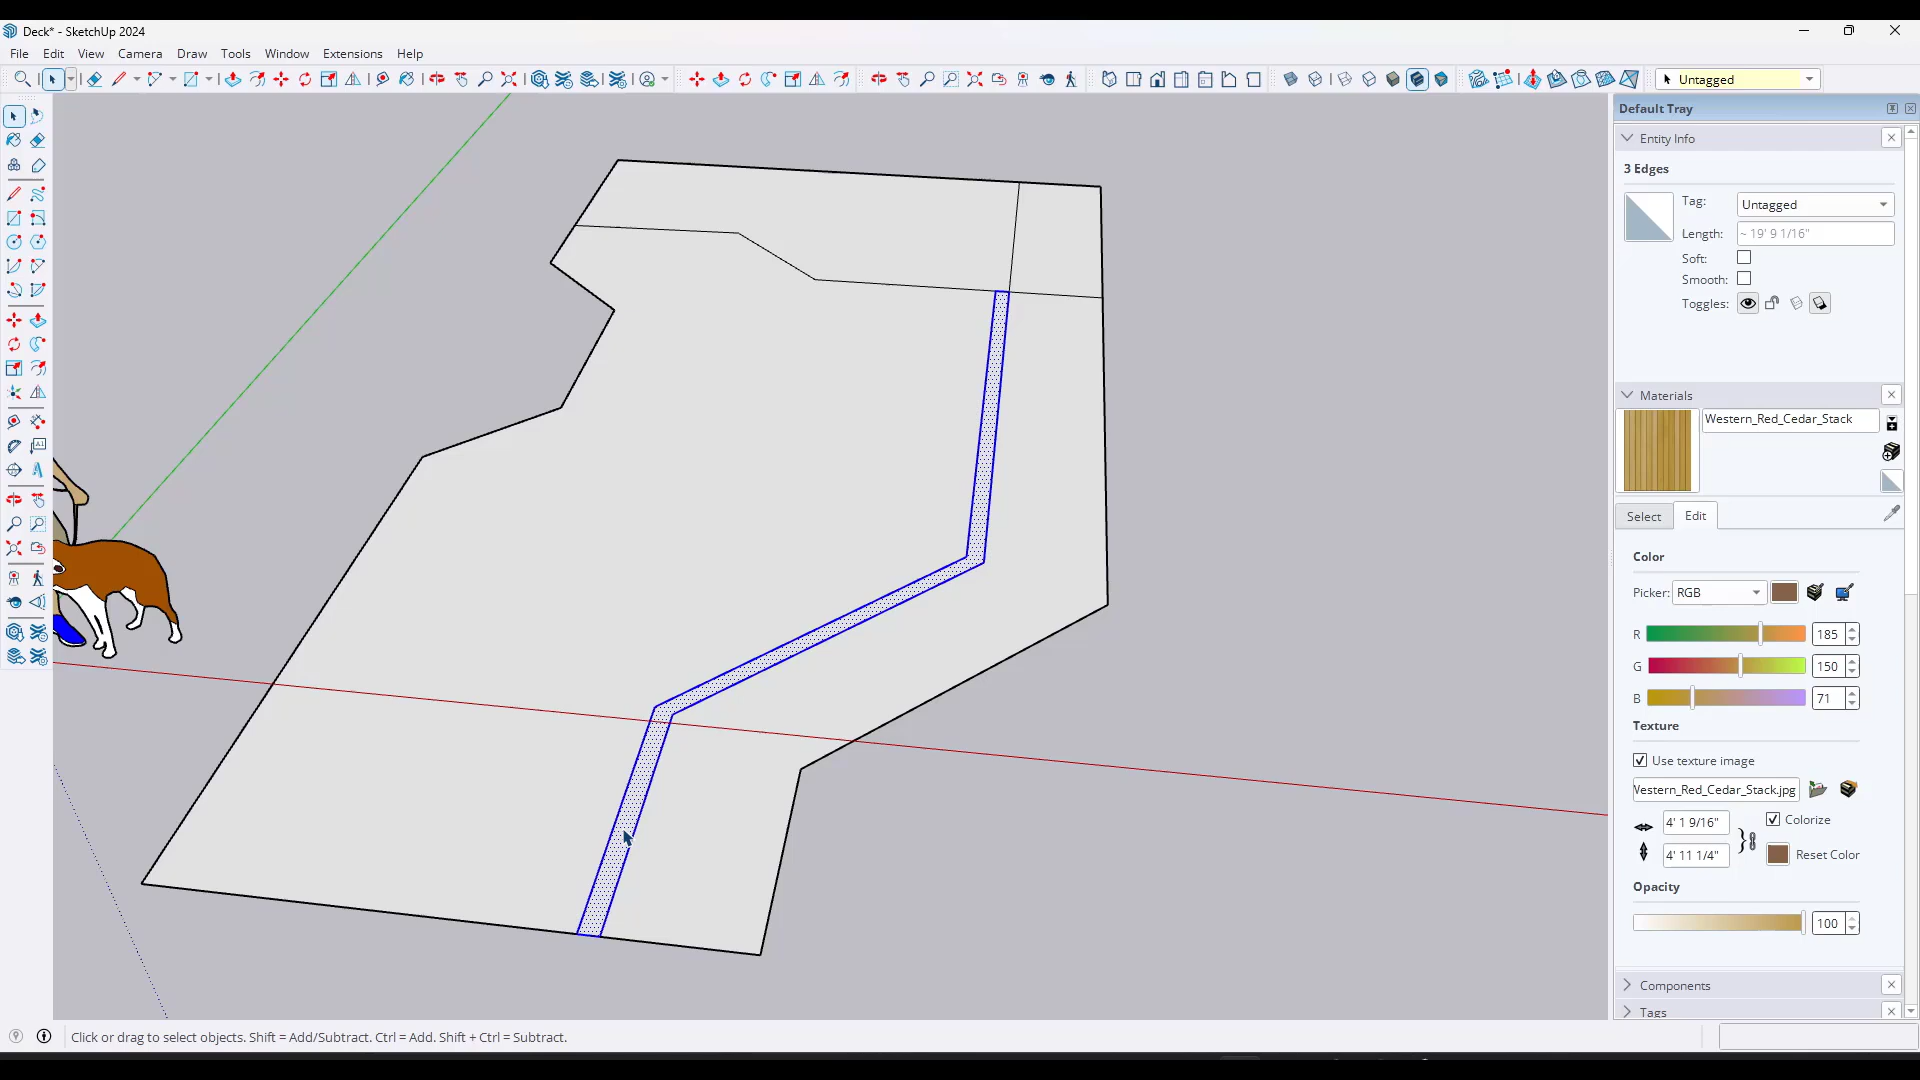 Deck* - SketchUp 2024
File Edit View Camera Draw Tools Window Extensions Help
Untagged
Default Tray
Entity Info
3 Edges
Tag: Untagged
Length: ~ 19' 9 1/16"
Soft:
Smooth:
Toggles:
Materials
Western_Red_Cedar_Stack
Select Edit
Color
Picker: RGB
R 185
G 150
B 71
Texture
Use texture image
Western_Red_Cedar_Stack.jpg
4' 1 9/16" Colorize
4' 11 1/4" Reset Color
Opacity
100
Components
Tags
Click or drag to select objects. Shift = Add/Subtract. Ctrl = Add. Shift + Ctrl = Subtract.